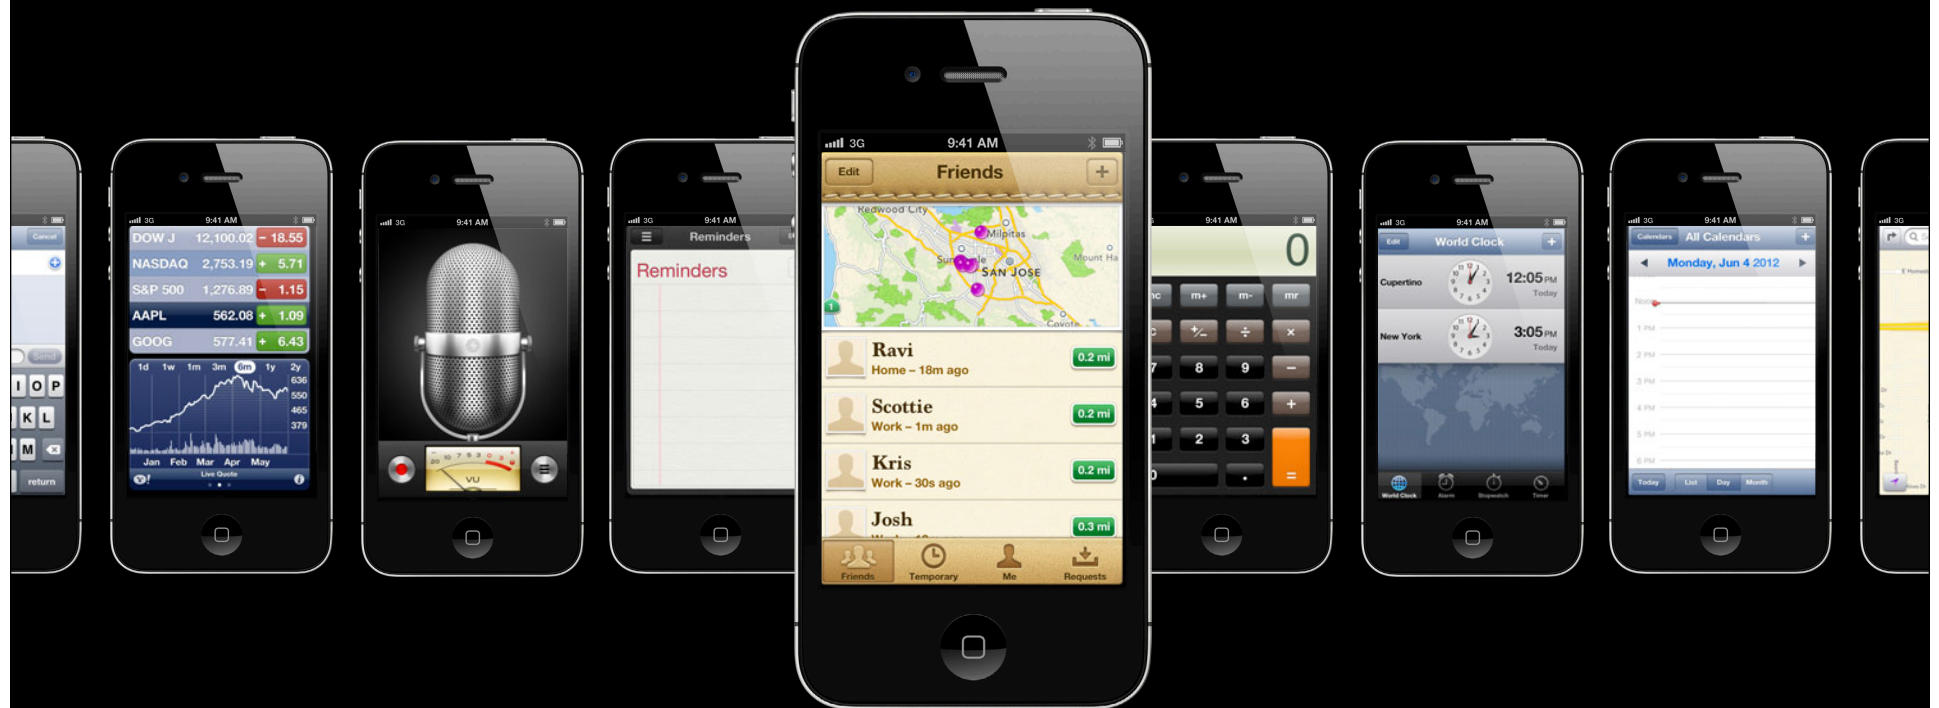 Cancel
Send
I O P
K L
M
return
3G 9:41 AM
DOW J 12,100.02 − 18.55
NASDAQ 2,753.19 + 5.71
S&P 500 1,276.89 − 1.15
AAPL 562.08 + 1.09
GOOG 577.41 + 6.43
1d 1w 1m 3m 6m 1y 2y
636
550
465
379
Jan Feb Mar Apr May
Live Quote
Y!
3G 9:41 AM
20 10 7 5 3 0 3
VU
3G 9:41 AM
Reminders
Reminders
3G 9:41 AM
Edit Friends +
Redwood City
Milpitas
SAN JOSE
Mount Ha
1
Coyote
Ravi
Home – 18m ago
0.2 mi
Scottie
Work – 1m ago
0.2 mi
Kris
Work – 30s ago
0.2 mi
Josh
0.3 mi
Friends Temporary Me Requests
9:41 AM
0
m+ m- mr
+/− ÷ ×
7 8 9 −
4 5 6 +
1 2 3
0 . =
3G 9:41 AM
Edit World Clock +
Cupertino 12:05 PM
Today
New York 3:05 PM
Today
World Clock Alarm Stopwatch Timer
3G 9:41 AM
Calendars All Calendars +
Monday, Jun 4 2012
Noon
1 PM
2 PM
3 PM
4 PM
5 PM
6 PM
Today List Day Month
3G